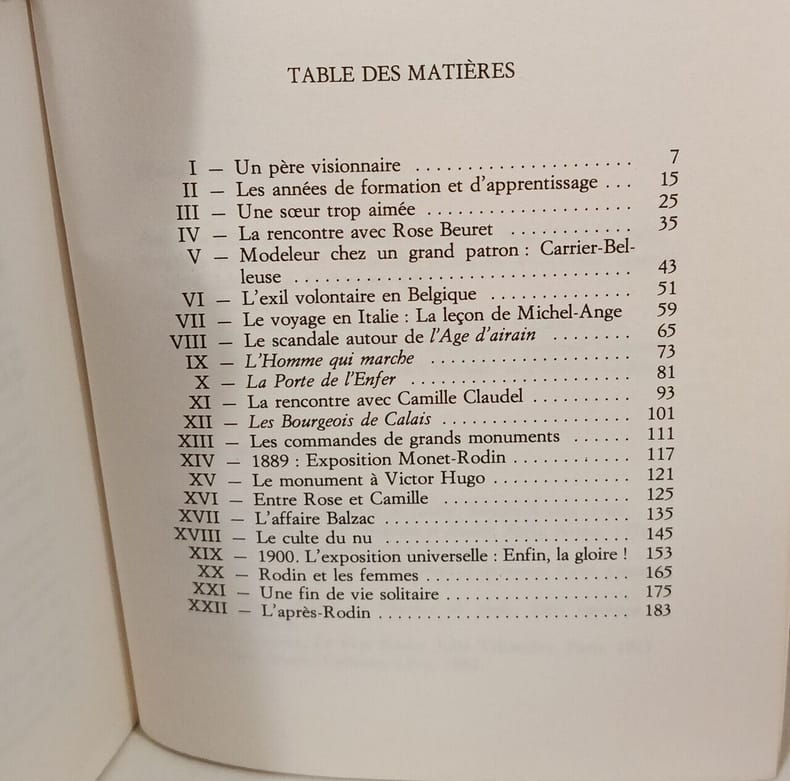 TABLE DES MATIÈRES
I — Un père visionnaire ...................... 7
II — Les années de formation et d'apprentissage ... 15
III — Une sœur trop aimée ..................... 25
IV — La rencontre avec Rose Beuret ............ 35
V — Modeleur chez un grand patron : Carrier-Bel-
leuse .................................. 43
VI — L'exil volontaire en Belgique .............. 51
VII — Le voyage en Italie : La leçon de Michel-Ange 59
VIII — Le scandale autour de l'Age d'airain ........ 65
IX — L'Homme qui marche .................... 73
X — La Porte de l'Enfer ...................... 81
XI — La rencontre avec Camille Claudel .......... 93
XII — Les Bourgeois de Calais ................... 101
XIII — Les commandes de grands monuments ...... 111
XIV — 1889 : Exposition Monet-Rodin ............ 117
XV — Le monument à Victor Hugo .............. 121
XVI — Entre Rose et Camille ................... 125
XVII — L'affaire Balzac ......................... 135
XVIII — Le culte du nu ......................... 145
XIX — 1900. L'exposition universelle : Enfin, la gloire ! 153
XX — Rodin et les femmes ..................... 165
XXI — Une fin de vie solitaire ................... 175
XXII — L'après-Rodin .......................... 183